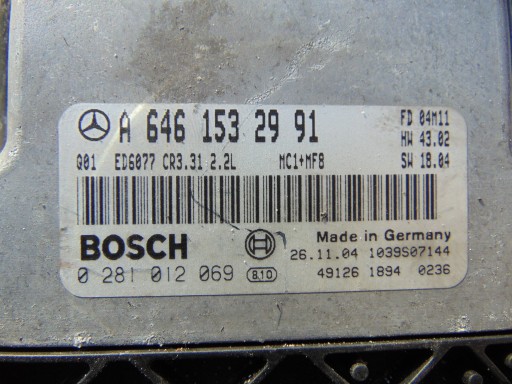 A 646 153 29 91
FD 04M11
HW 43.02
Q01 ED6077 CR3.31 2.2L MC1+MF8 SW 18.04
BOSCH
Made in Germany
26.11.04 1039S07144
0 281 012 069 8.10 49126 1894 0236